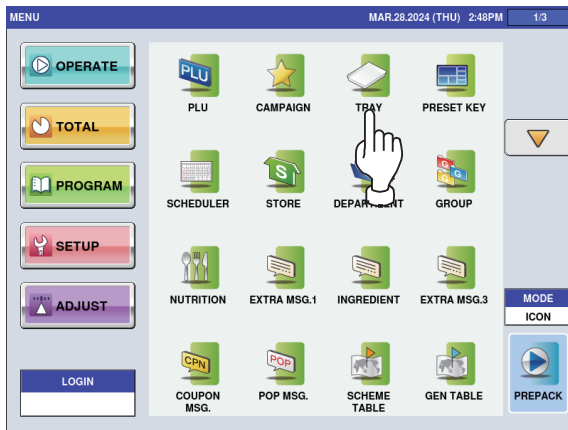 MENU
MAR.28.2024 (THU) 2:48PM
1/3
OPERATE
TOTAL
PROGRAM
SETUP
ADJUST
LOGIN
PLU
PLU
CAMPAIGN
TRAY
PRESET KEY
SCHEDULER
S
STORE
G
G
G
GROUP
NUTRITION
EXTRA MSG.1
INGREDIENT
EXTRA MSG.3
CPN
COUPON
MSG.
POP
POP MSG.
SCHEME
TABLE
GEN TABLE
MODE
ICON
PREPACK